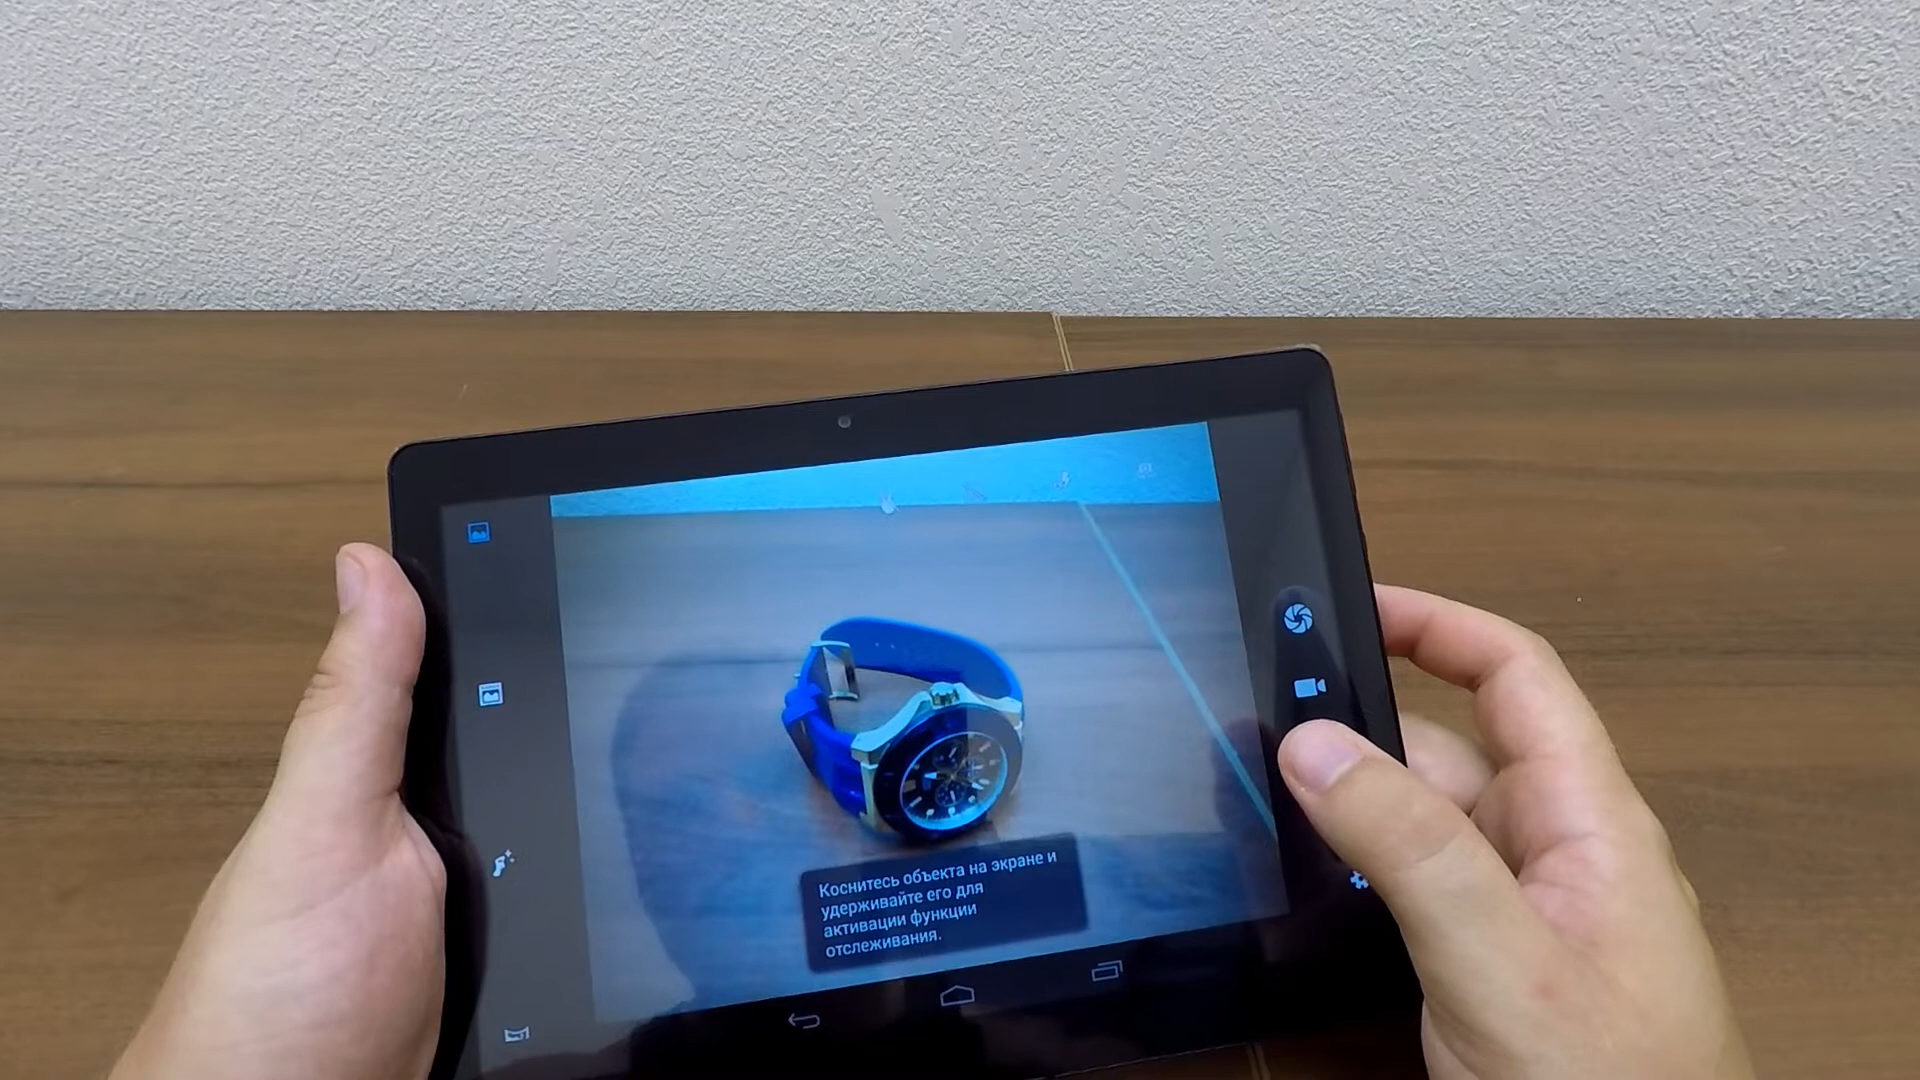 Коснитесь объекта на экране и
удерживайте его для
активации функции
отслеживания.